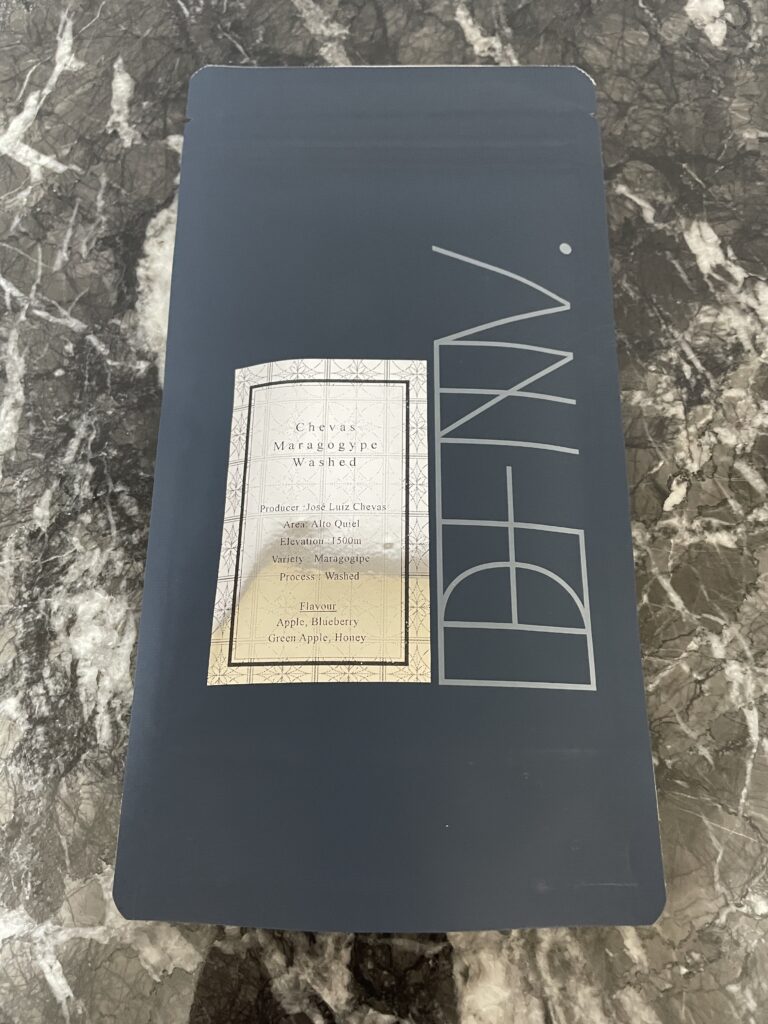 Chevas
Maragogype
Washed
Producer :José Luiz Chevas
Area: Alto Quiel
Elevation :1500m
Variety : Maragogipe
Process : Washed
Flavour
Apple, Blueberry
Green Apple, Honey